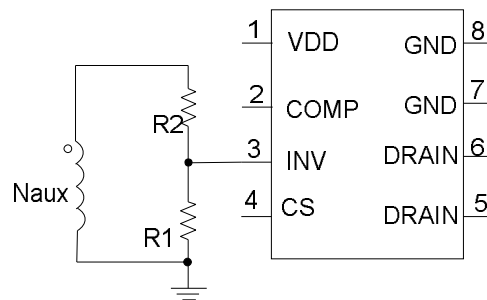 1 VDD GND 8
2 COMP GND 7
R2
3 INV DRAIN 6
Naux
4 CS DRAIN 5
R1